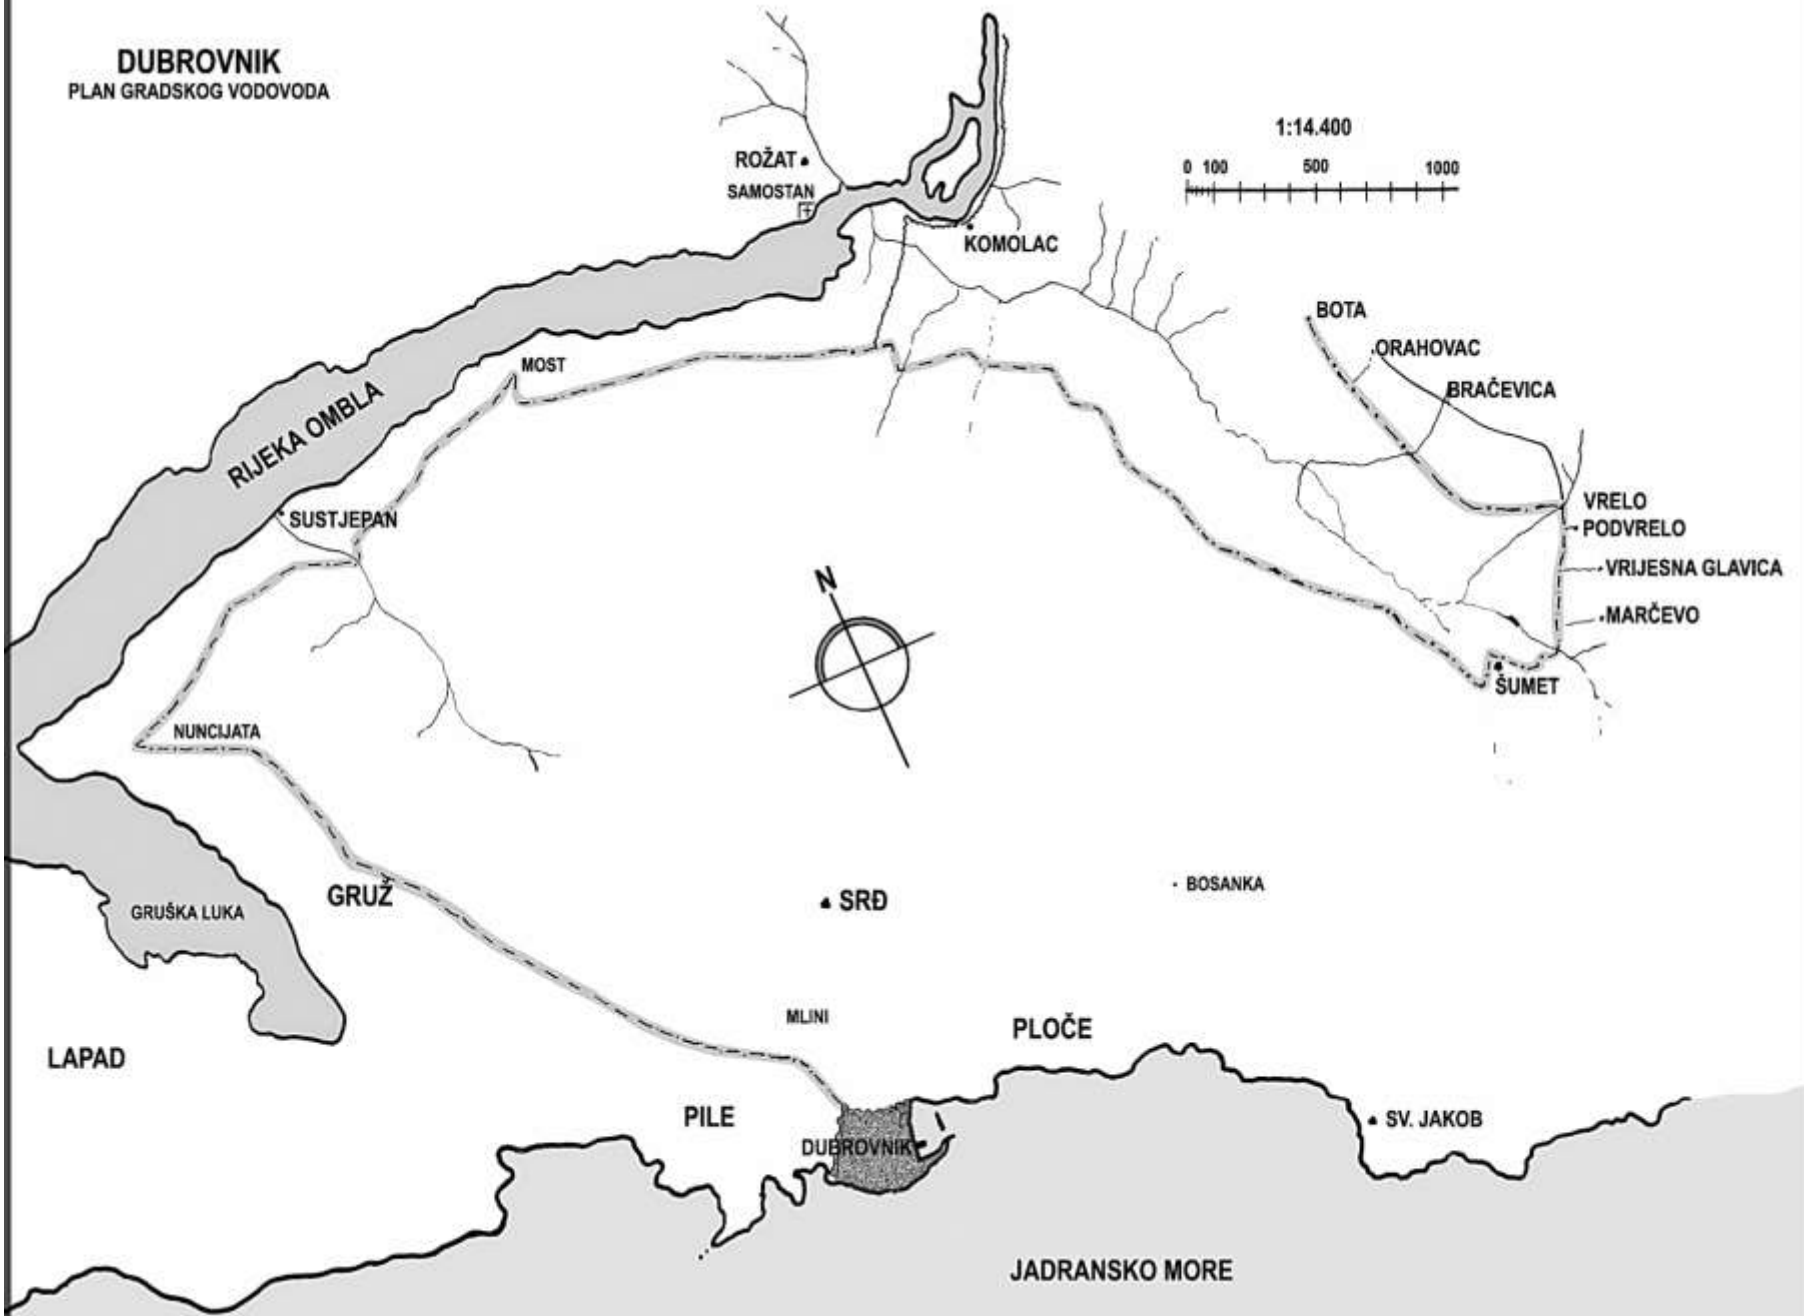 DUBROVNIK
PLAN GRADSKOG VODOVODA
1:14.400
0 100 500 1000
ROŽAT
SAMOSTAN
KOMOLAC
BOTA
ORAHOVAC
BRAČEVICA
MOST
RIJEKA OMBLA
SUSTJEPAN
VRELO
PODVRELO
VRIJESNA GLAVICA
MARČEVO
ŠUMET
N
NUNCIJATA
GRUŽ
SRĐ
BOSANKA
GRUŠKA LUKA
MLINI
PLOČE
LAPAD
PILE
DUBROVNIK
SV. JAKOB
JADRANSKO MORE